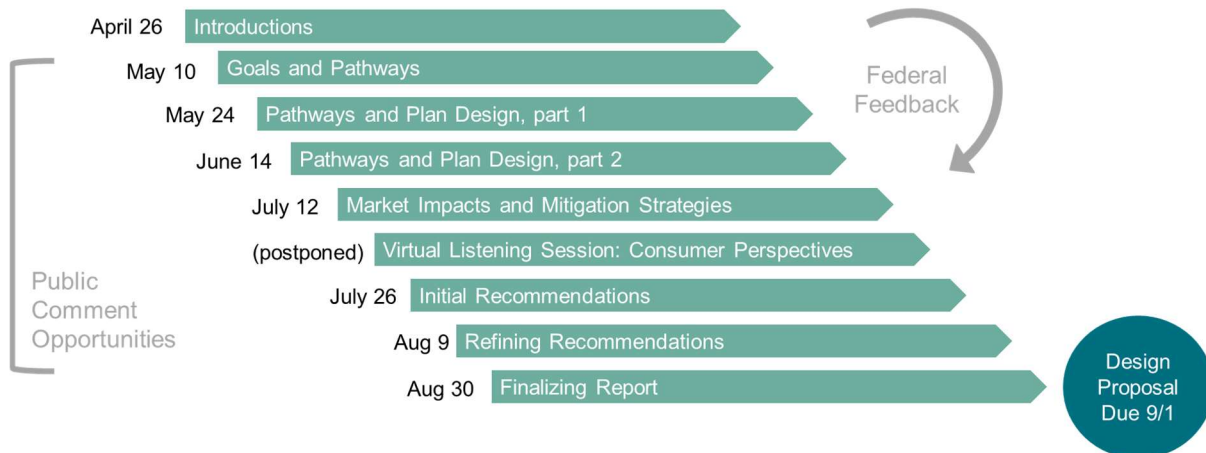 April 26 Introductions
May 10 Goals and Pathways
May 24 Pathways and Plan Design, part 1
June 14 Pathways and Plan Design, part 2
July 12 Market Impacts and Mitigation Strategies
(postponed) Virtual Listening Session: Consumer Perspectives
July 26 Initial Recommendations
Aug 9 Refining Recommendations
Aug 30 Finalizing Report
Public
Comment
Opportunities
Federal
Feedback
Design
Proposal
Due 9/1